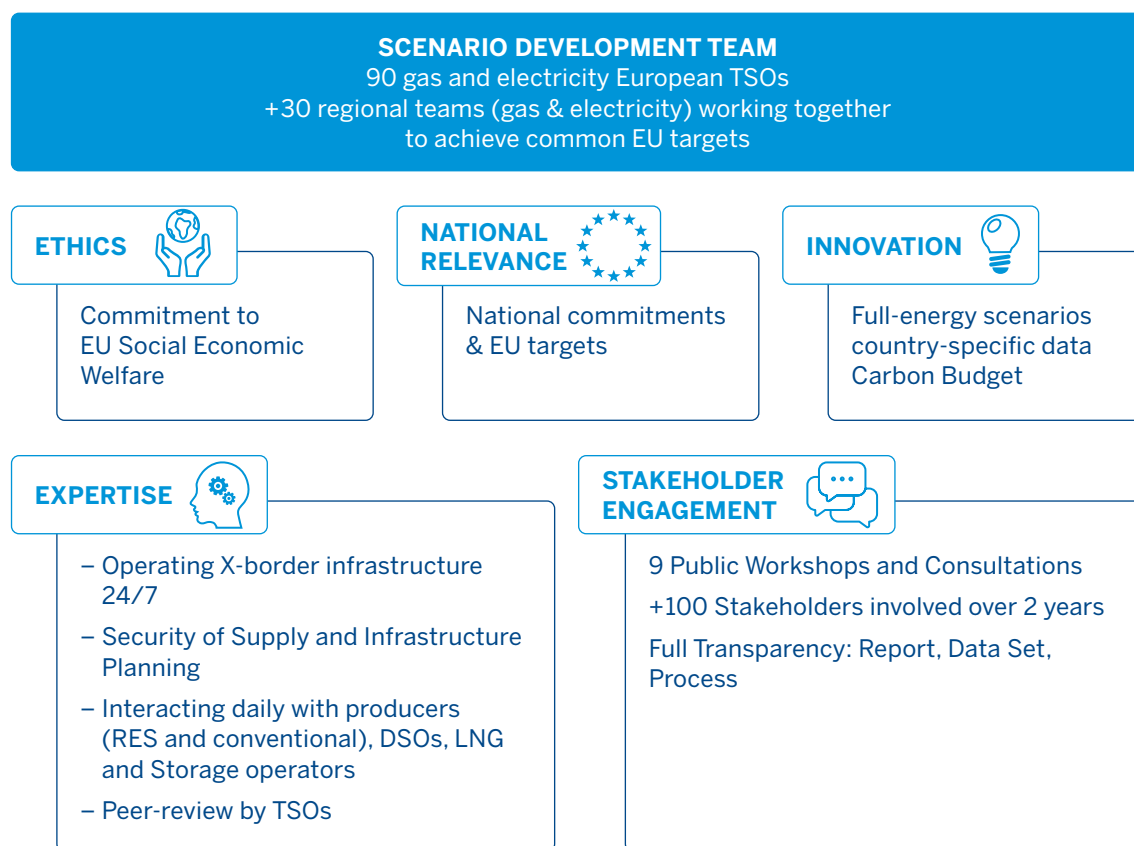 SCENARIO DEVELOPMENT TEAM
90 gas and electricity European TSOs
+30 regional teams (gas & electricity) working together
to achieve common EU targets
ETHICS
Commitment to
EU Social Economic
Welfare
NATIONAL
RELEVANCE
National commitments
& EU targets
INNOVATION
Full-energy scenarios
country-specific data
Carbon Budget
EXPERTISE
– Operating X-border infrastructure
24/7
– Security of Supply and Infrastructure
Planning
– Interacting daily with producers
(RES and conventional), DSOs, LNG
and Storage operators
– Peer-review by TSOs
STAKEHOLDER
ENGAGEMENT
9 Public Workshops and Consultations
+100 Stakeholders involved over 2 years
Full Transparency: Report, Data Set,
Process